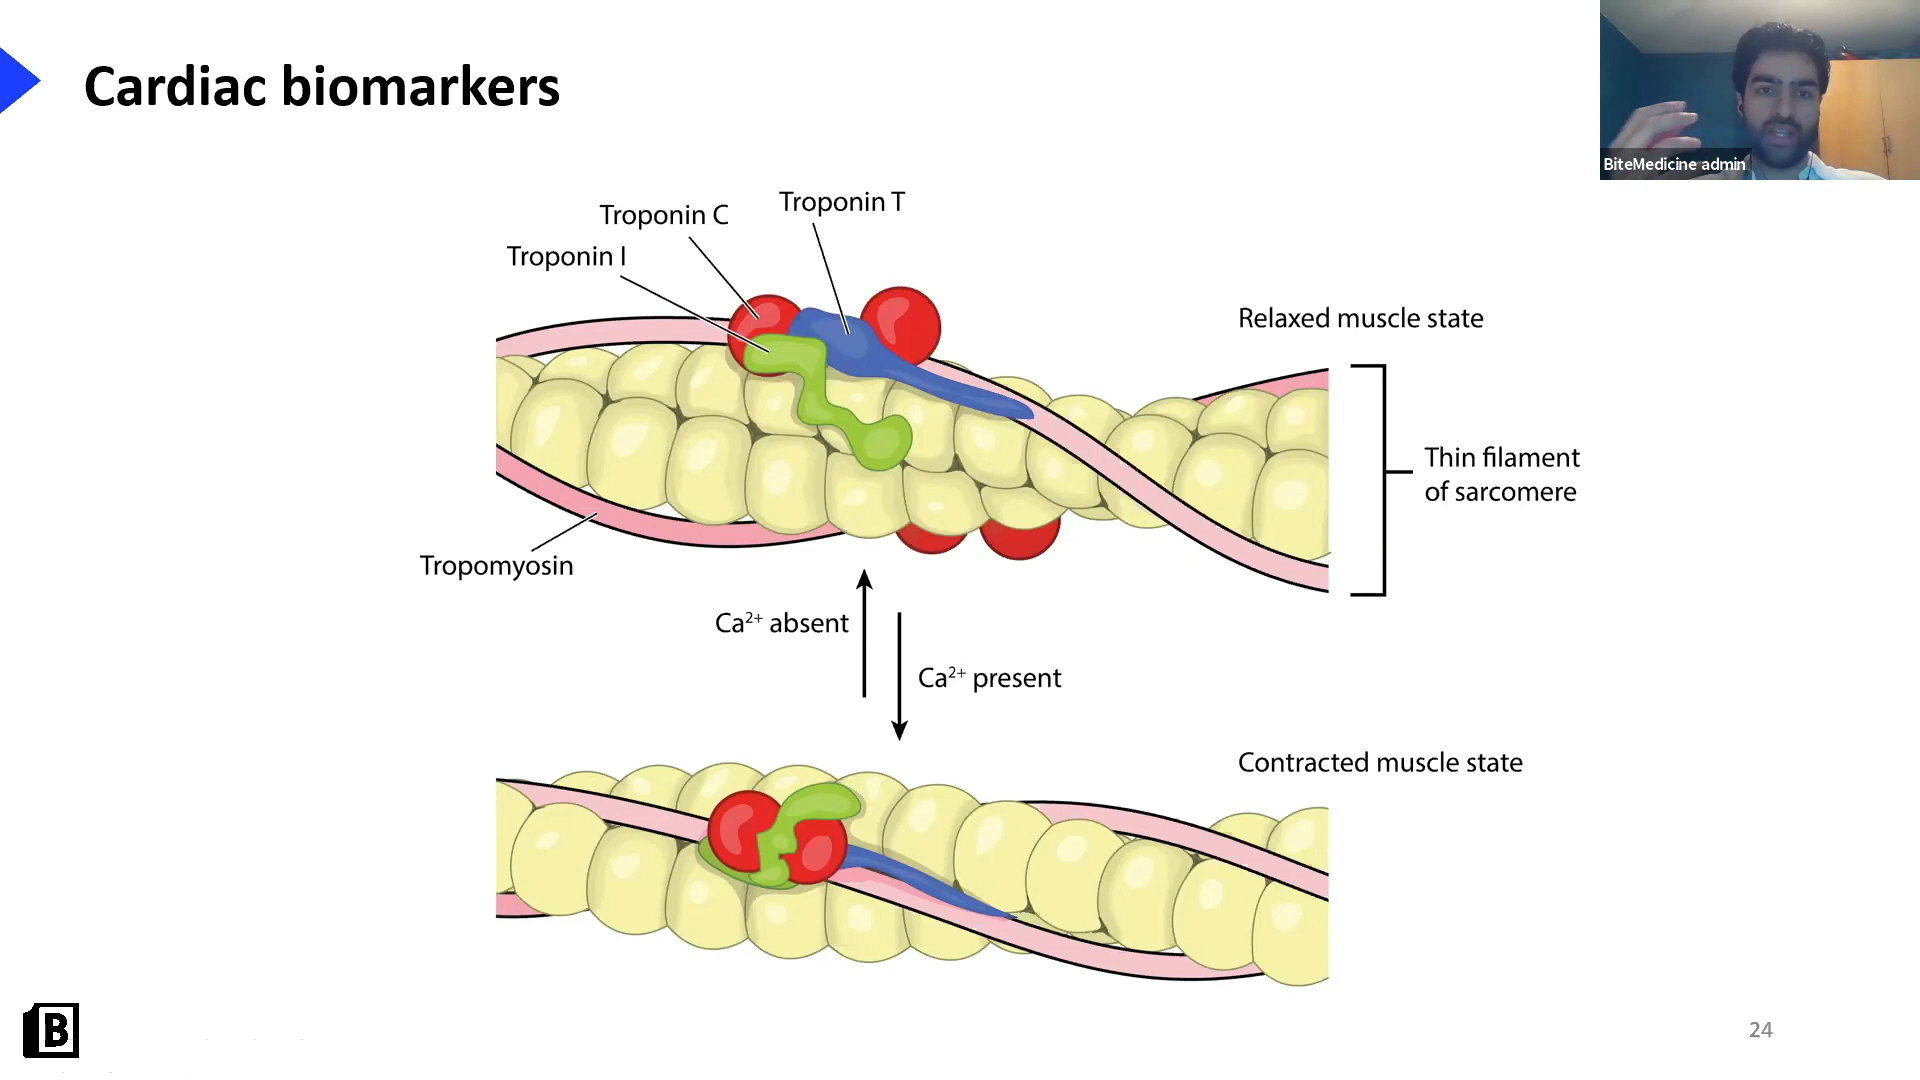 Cardiac biomarkers
BiteMedicine admin
Troponin T
Troponin C
Troponin I
Relaxed muscle state
Thin filament
of sarcomere
Tropomyosin
Ca²⁺ absent
Ca²⁺ present
Contracted muscle state
B
24